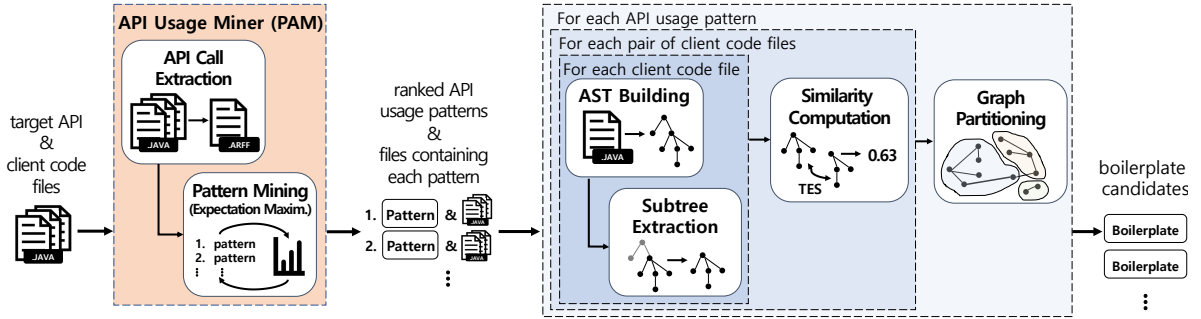 target API
&
client code
files
.JAVA
API Usage Miner (PAM)
API Call
Extraction
.JAVA
.ARFF
Pattern Mining
(Expectation Maxim.)
1. pattern
2. pattern
⋮ ⋮
ranked API
usage patterns
&
files containing
each pattern
1. Pattern & .JAVA
2. Pattern & .JAVA
⋮
For each API usage pattern
For each pair of client code files
For each client code file
AST Building
.JAVA
Subtree
Extraction
Similarity
Computation
0.63
TES
Graph
Partitioning
boilerplate
candidates
Boilerplate
Boilerplate
⋮